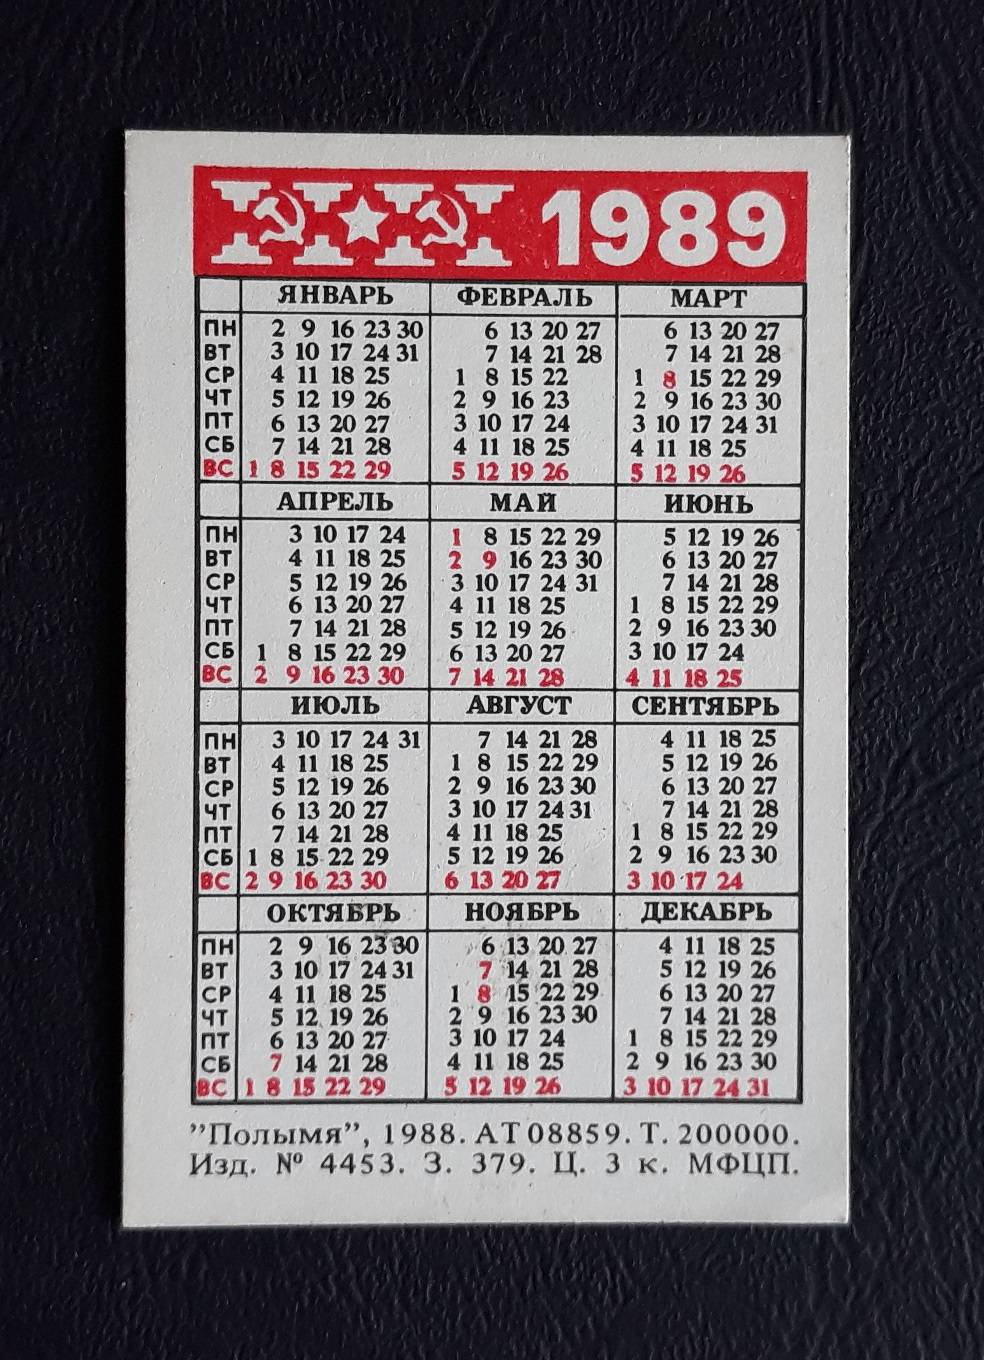 1989
ЯНВАРЬ ФЕВРАЛЬ МАРТ
ПН 2 9 16 23 30 6 13 20 27 6 13 20 27
ВТ 3 10 17 24 31 7 14 21 28 7 14 21 28
СР 4 11 18 25 1 8 15 22 1 8 15 22 29
ЧТ 5 12 19 26 2 9 16 23 2 9 16 23 30
ПТ 6 13 20 27 3 10 17 24 3 10 17 24 31
СБ 7 14 21 28 4 11 18 25 4 11 18 25
ВС 1 8 15 22 29 5 12 19 26 5 12 19 26
АПРЕЛЬ МАЙ ИЮНЬ
ПН 3 10 17 24 1 8 15 22 29 5 12 19 26
ВТ 4 11 18 25 2 9 16 23 30 6 13 20 27
СР 5 12 19 26 3 10 17 24 31 7 14 21 28
ЧТ 6 13 20 27 4 11 18 25 1 8 15 22 29
ПТ 7 14 21 28 5 12 19 26 2 9 16 23 30
СБ 1 8 15 22 29 6 13 20 27 3 10 17 24
ВС 2 9 16 23 30 7 14 21 28 4 11 18 25
ИЮЛЬ АВГУСТ СЕНТЯБРЬ
ПН 3 10 17 24 31 7 14 21 28 4 11 18 25
ВТ 4 11 18 25 1 8 15 22 29 5 12 19 26
СР 5 12 19 26 2 9 16 23 30 6 13 20 27
ЧТ 6 13 20 27 3 10 17 24 31 7 14 21 28
ПТ 7 14 21 28 4 11 18 25 1 8 15 22 29
СБ 1 8 15 22 29 5 12 19 26 2 9 16 23 30
ВС 2 9 16 23 30 6 13 20 27 3 10 17 24
ОКТЯБРЬ НОЯБРЬ ДЕКАБРЬ
ПН 2 9 16 23 30 6 13 20 27 4 11 18 25
ВТ 3 10 17 24 31 7 14 21 28 5 12 19 26
СР 4 11 18 25 1 8 15 22 29 6 13 20 27
ЧТ 5 12 19 26 2 9 16 23 30 7 14 21 28
ПТ 6 13 20 27 3 10 17 24 1 8 15 22 29
СБ 7 14 21 28 4 11 18 25 2 9 16 23 30
ВС 1 8 15 22 29 5 12 19 26 3 10 17 24 31
"Полымя", 1988. АТ 08859. Т. 200000.
Изд. № 4453. З. 379. Ц. 3 к. МФЦП.